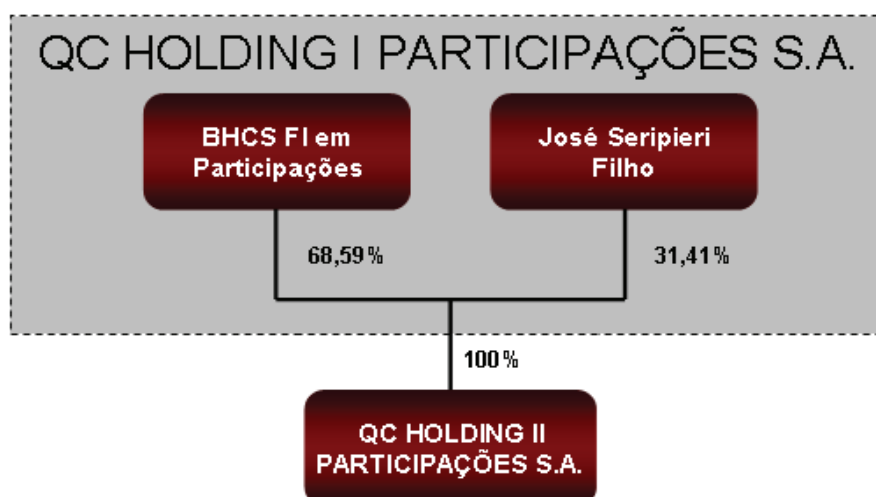 QC HOLDING I PARTICIPAÇÕES S.A.
BHCS FI em
Participações
José Seripieri
Filho
68,59%
31,41%
100%
QC HOLDING II
PARTICIPAÇÕES S.A.